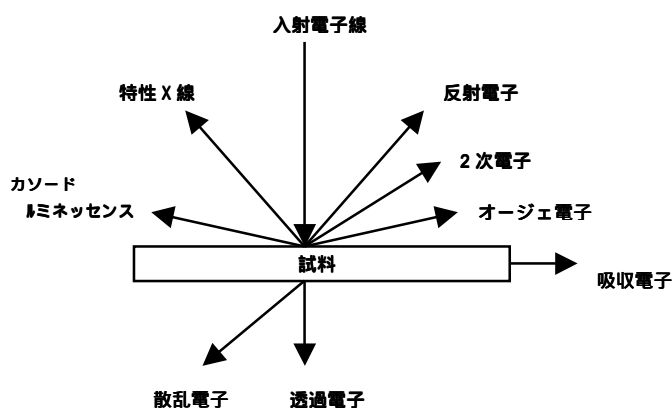 入射電子線
特性 X 線
反射電子
2 次電子
カソード
ルミネッセンス
オージェ電子
試料
吸収電子
散乱電子
透過電子